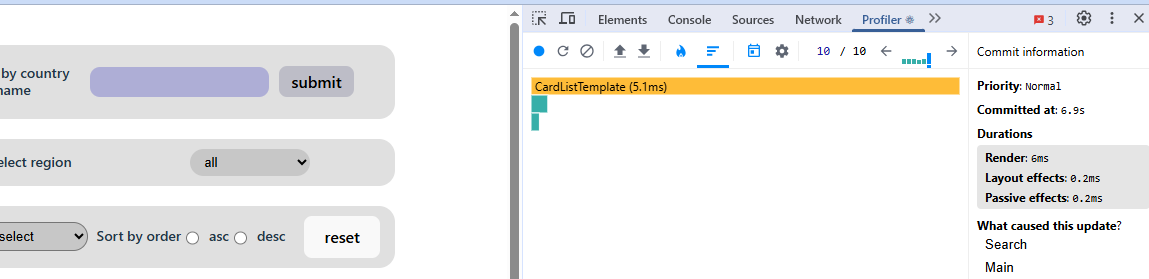 by country
name
submit
elect region
all
select
Sort by order
asc
desc
reset
Elements
Console
Sources
Network
Profiler
3
10 / 10
CardListTemplate (5.1ms)
Commit information
Priority: Normal
Committed at: 6.9s
Durations
Render: 6ms
Layout effects: 0.2ms
Passive effects: 0.2ms
What caused this update?
Search
Main